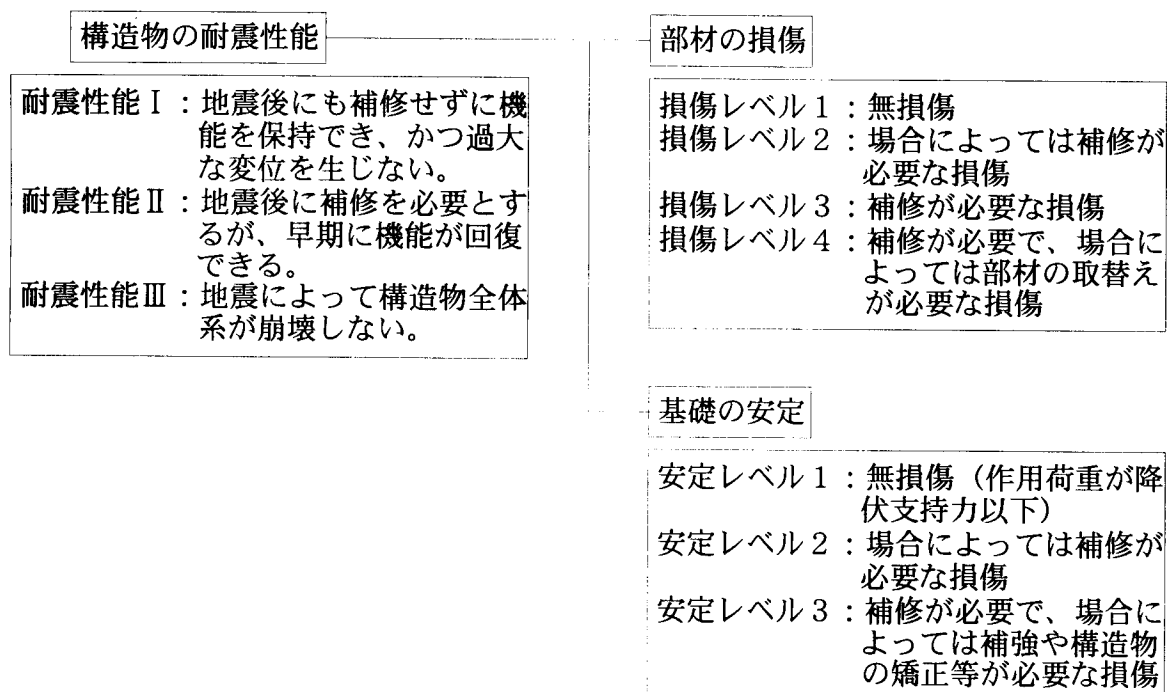 構造物の耐震性能
耐震性能Ⅰ：地震後にも補修せずに機
能を保持でき、かつ過大
な変位を生じない。
耐震性能Ⅱ：地震後に補修を必要とす
るが、早期に機能が回復
できる。
耐震性能Ⅲ：地震によって構造物全体
系が崩壊しない。
部材の損傷
損傷レベル１：無損傷
損傷レベル２：場合によっては補修が
必要な損傷
損傷レベル３：補修が必要な損傷
損傷レベル４：補修が必要で、場合に
よっては部材の取替え
が必要な損傷
基礎の安定
安定レベル１：無損傷（作用荷重が降
伏支持力以下）
安定レベル２：場合によっては補修が
必要な損傷
安定レベル３：補修が必要で、場合に
よっては補強や構造物
の矯正等が必要な損傷